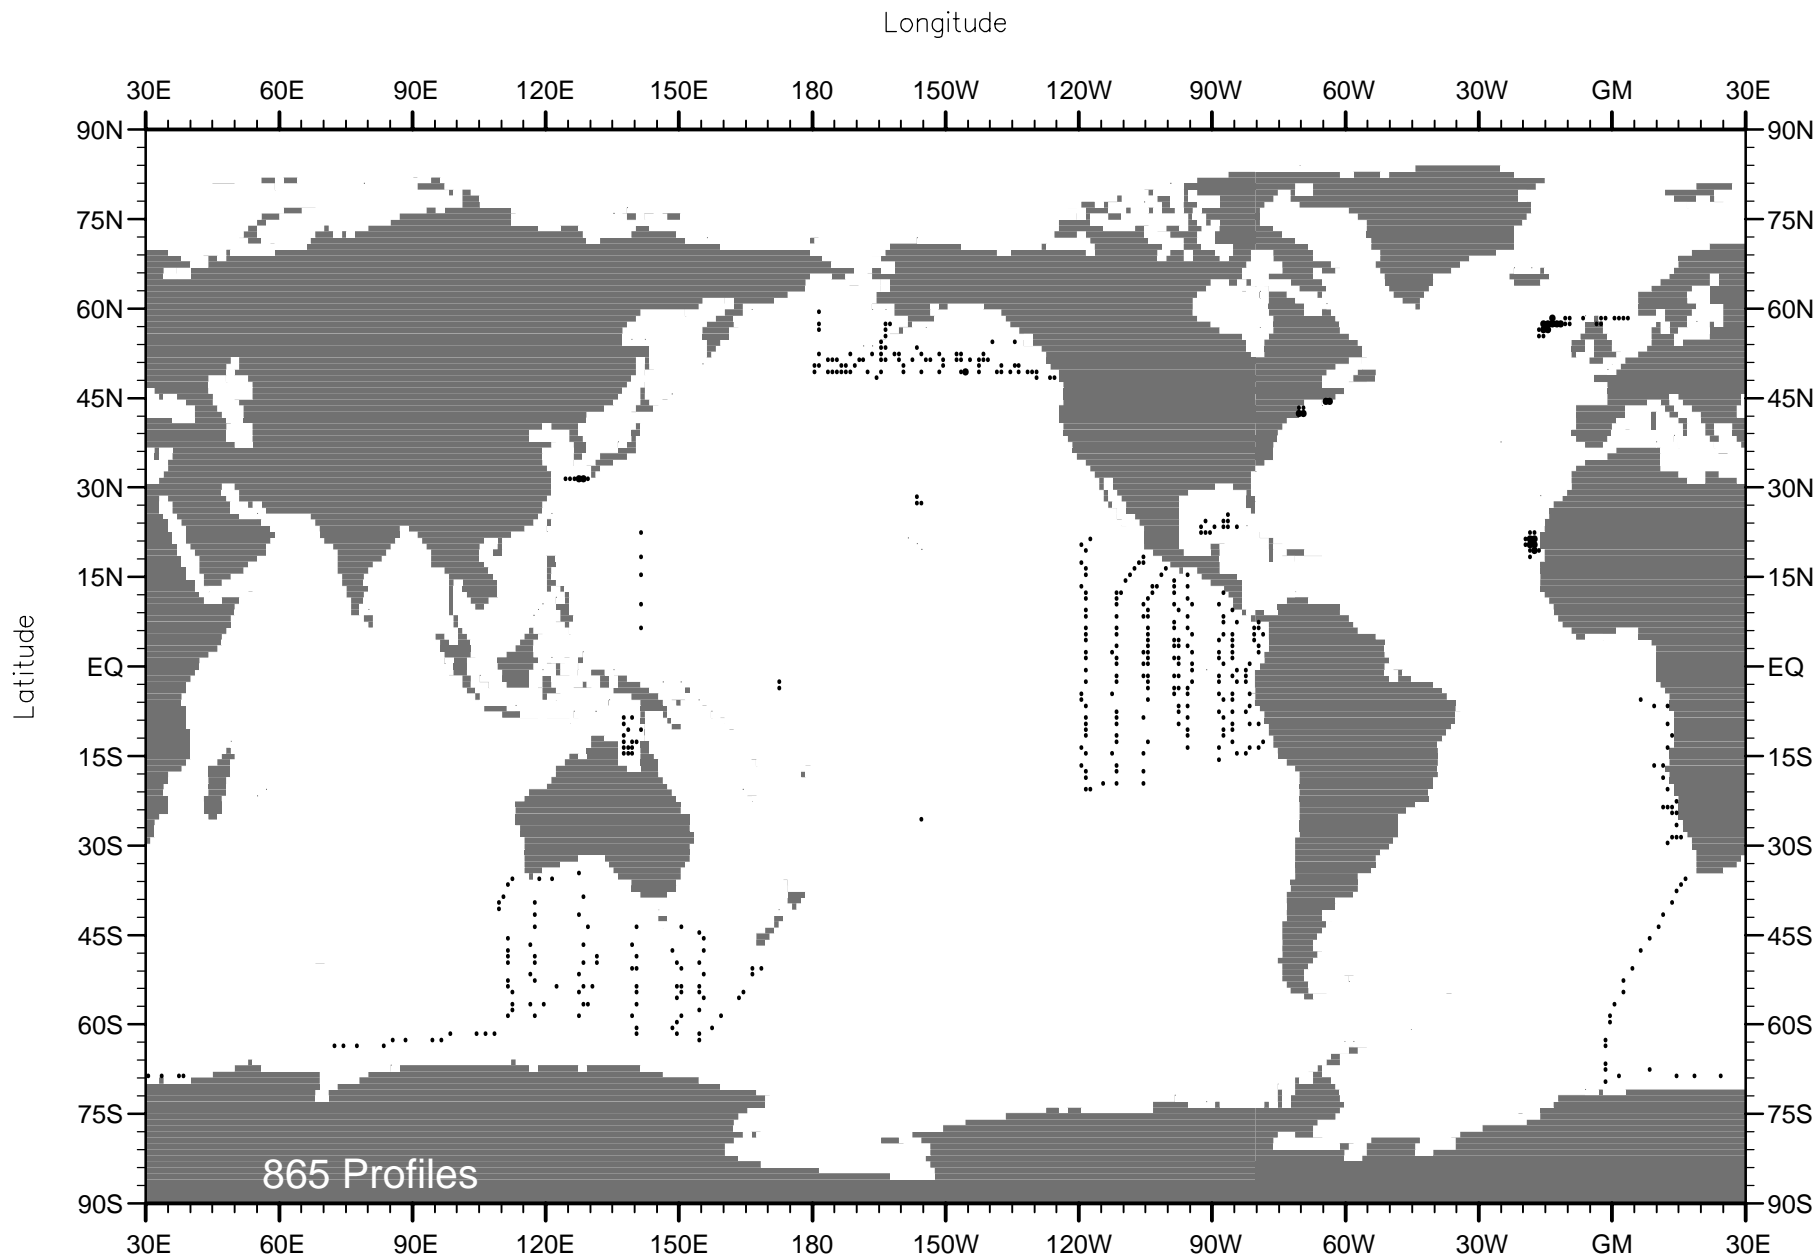 Longitude
30E 60E 90E 120E 150E 180 150W 120W 90W 60W 30W GM 30E
90N 90N
75N 75N
60N 60N
45N 45N
30N 30N
15N 15N
Latitude
EQ EQ
15S 15S
30S 30S
45S 45S
60S 60S
75S 75S
865 Profiles
90S 90S
30E 60E 90E 120E 150E 180 150W 120W 90W 60W 30W GM 30E